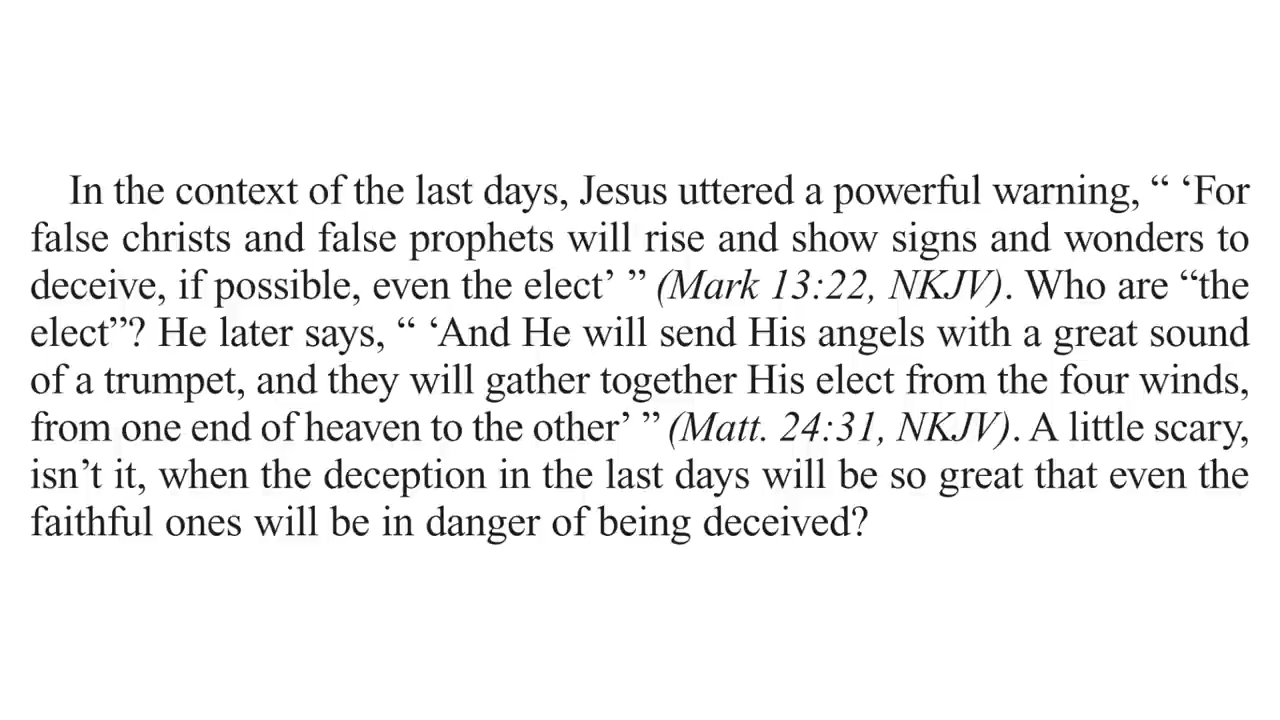 In the context of the last days, Jesus uttered a powerful warning, “ ‘For
false christs and false prophets will rise and show signs and wonders to
deceive, if possible, even the elect’ ” (Mark 13:22, NKJV). Who are “the
elect”? He later says, “ ‘And He will send His angels with a great sound
of a trumpet, and they will gather together His elect from the four winds,
from one end of heaven to the other’ ” (Matt. 24:31, NKJV). A little scary,
isn’t it, when the deception in the last days will be so great that even the
faithful ones will be in danger of being deceived?